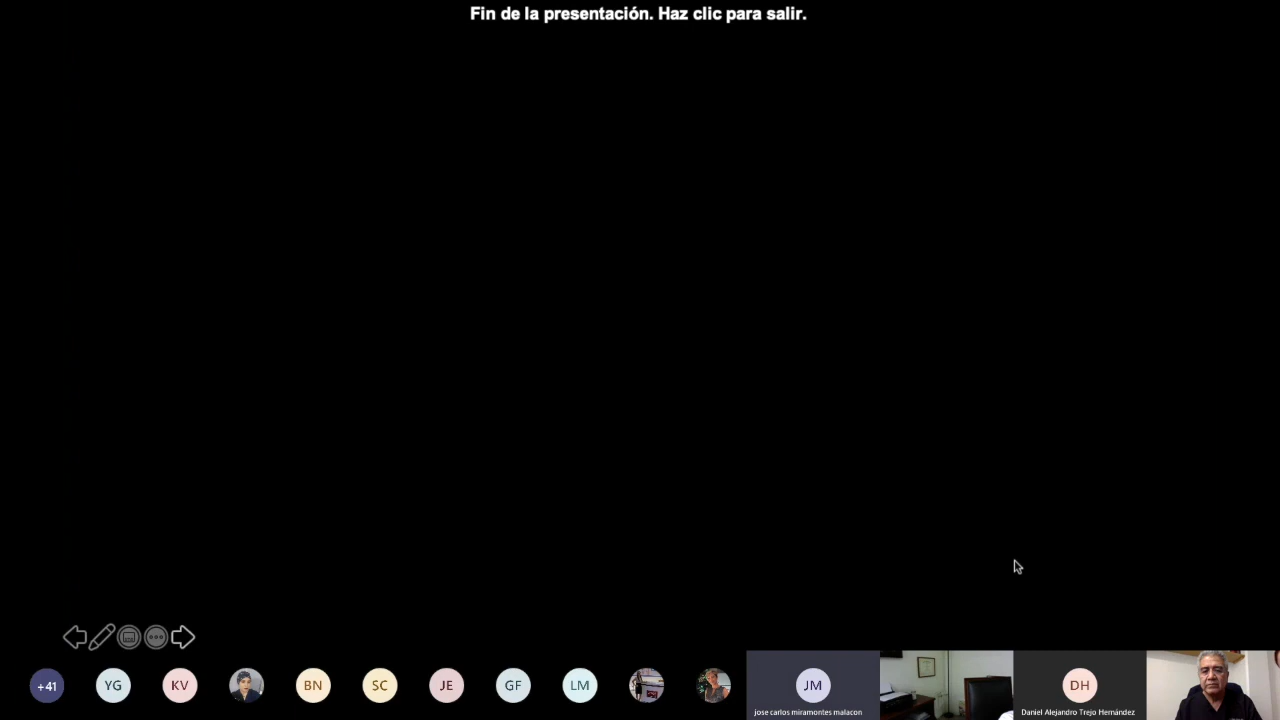 Fin de la presentación. Haz clic para salir.
+41
YG
KV
BN
SC
JE
GF
LM
JM
jose carlos miramontes malacon
DH
Daniel Alejandro Trejo Hernández